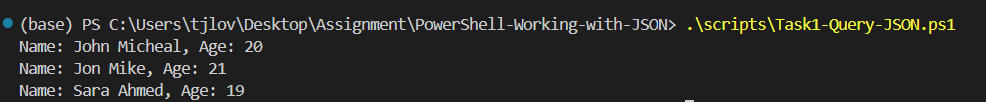 (base) PS C:\Users\tjlov\Desktop\Assignment\PowerShell-Working-with-JSON> .\scripts\Task1-Query-JSON.ps1
Name: John Micheal, Age: 20
Name: Jon Mike, Age: 21
Name: Sara Ahmed, Age: 19